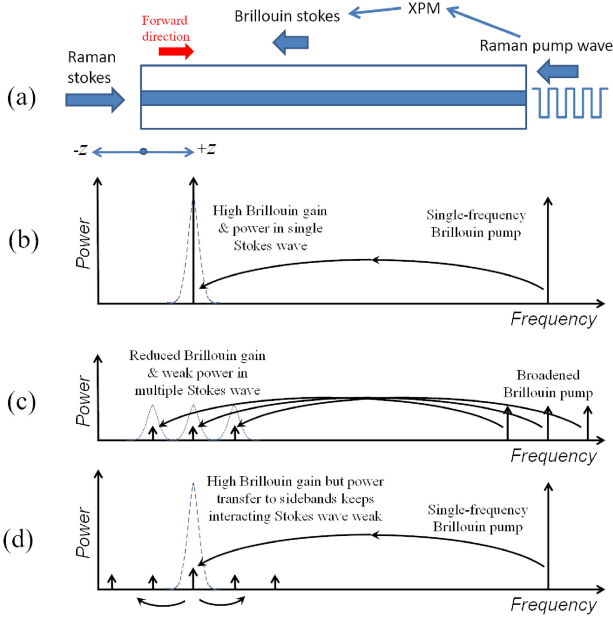 Forward
direction
Brillouin stokes
XPM
Raman pump wave
Raman
stokes
(a)
-z
+z
(b)
Power
High Brillouin gain
& power in single
Stokes wave
Single-frequency
Brillouin pump
Frequency
(c)
Power
Reduced Brillouin gain
& weak power in
multiple Stokes wave
Broadened
Brillouin pump
Frequency
(d)
Power
High Brillouin gain but power
transfer to sidebands keeps
interacting Stokes wave weak
Single-frequency
Brillouin pump
Frequency